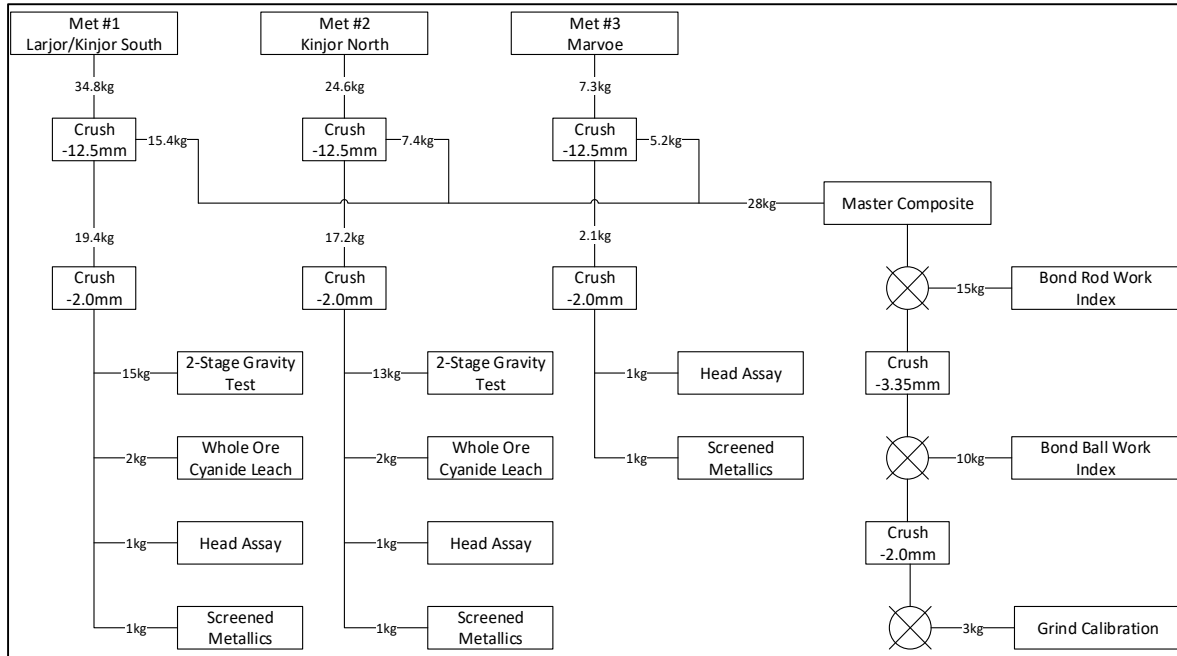 Met #1
Larjor/Kinjor South
Met #2
Kinjor North
Met #3
Marvoe
34.8kg
24.6kg
7.3kg
Crush
-12.5mm
15.4kg
Crush
-12.5mm
7.4kg
Crush
-12.5mm
5.2kg
28kg
Master Composite
19.4kg
17.2kg
2.1kg
Crush
-2.0mm
Crush
-2.0mm
Crush
-2.0mm
15kg
Bond Rod Work
Index
15kg
2-Stage Gravity
Test
13kg
2-Stage Gravity
Test
1kg
Head Assay
Crush
-3.35mm
2kg
Whole Ore
Cyanide Leach
2kg
Whole Ore
Cyanide Leach
1kg
Screened
Metallics
10kg
Bond Ball Work
Index
1kg
Head Assay
1kg
Head Assay
Crush
-2.0mm
1kg
Screened
Metallics
1kg
Screened
Metallics
3kg
Grind Calibration